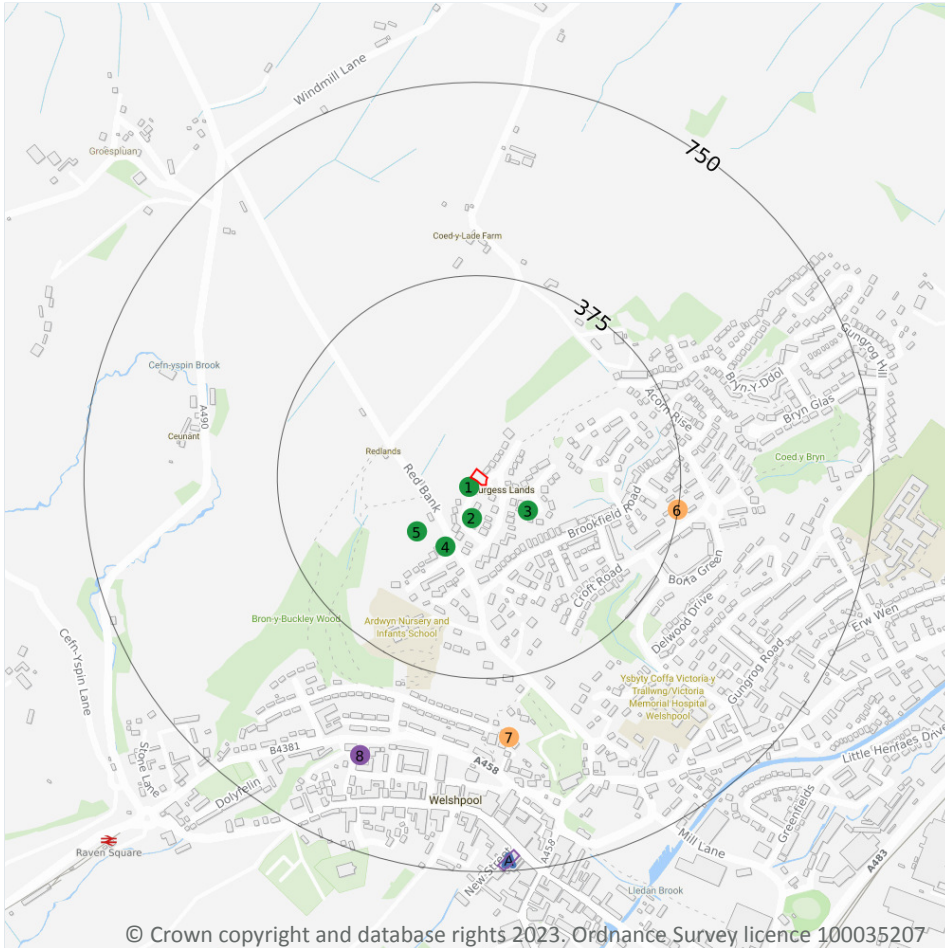 Windmill Lane
Groespluan
750
Coed-y-Lade Farm
375
Gungrog Hill
Cefn-yspin Brook
Bryn-Y-Ddol
Acorn Rise
Bryn Glas
A490
Ceunant
Redlands
Coed y Bryn
Red Bank
1
urgess Lands
2
3
6
5
4
Brookfield Road
Croft Road
Borfa Green
Bron-y-Buckley Wood
Ardwyn Nursery and
Infants School
Delwood Drive
Erw Wen
Cefn-Yspin Lane
Gungrog Road
Ysbyty Coffa Victoria y
Trallwng/Victoria
Memorial Hospital
Welshpool
7
Stone Lane
B4381
8
A458
Little Henfaes Drive
Dolyfelin
Welshpool
Greenfields
Raven Square
Mill Lane
A458
A483
New Street
A
Lledan Brook
© Crown copyright and database rights 2023. Ordnance Survey licence 100035207